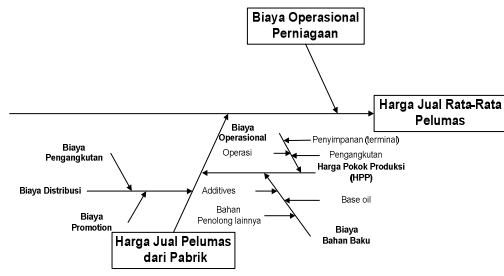 Biaya Operasional
Perniagaan
Harga Jual Rata-Rata
Pelumas
Biaya
Operasional
Penyimpanan (terminal)
Operasi
Pengangkutan
Harga Pokok Produksi
(HPP)
Biaya
Pengangkutan
Biaya Distribusi
Additives
Base oil
Biaya
Promotion
Bahan
Penolong lainnya
Biaya
Bahan Baku
Harga Jual Pelumas
dari Pabrik